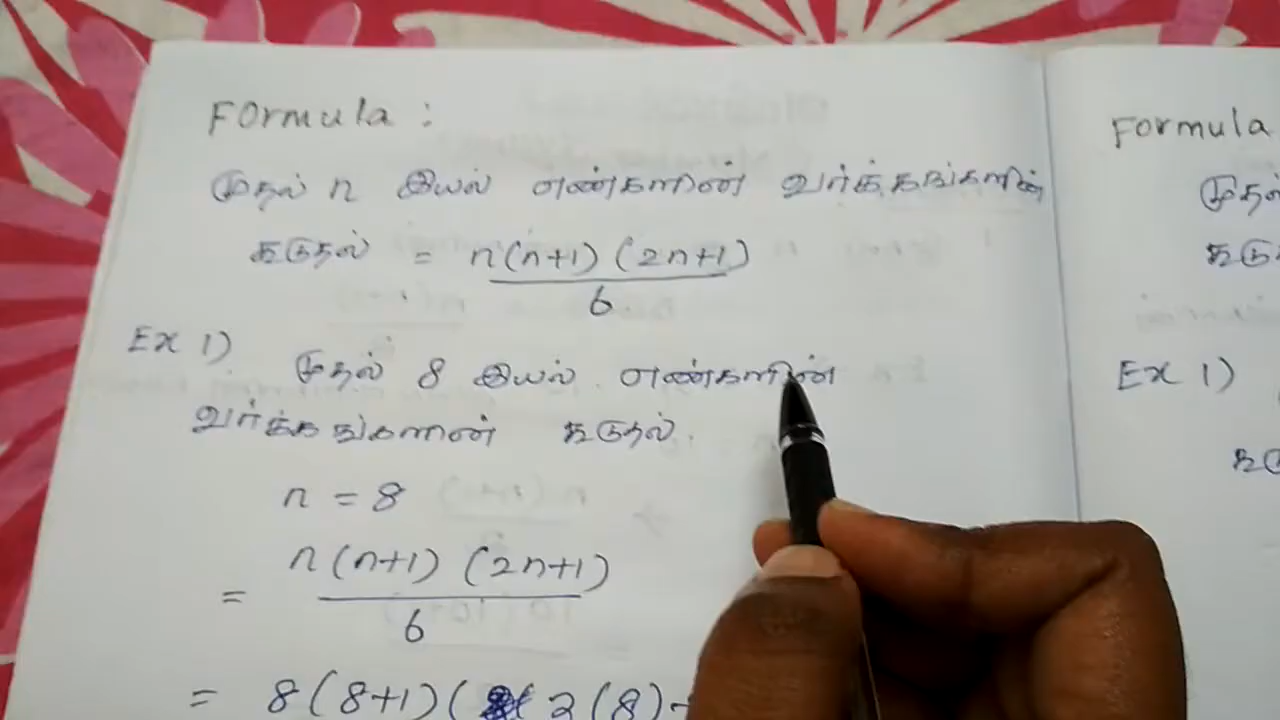 Formula :
முதல் n இயல் எண்களின் வர்க்கங்களின்
கூடுதல் = n(n+1) (2n+1)
6
Ex 1)
முதல் 8 இயல் எண்களின்
வர்க்கங்களின் கூடுதல்.
n = 8
= n(n+1) (2n+1)
6
= 8(8+1)( 2(8)
Formula
முதல்
Ex 1)